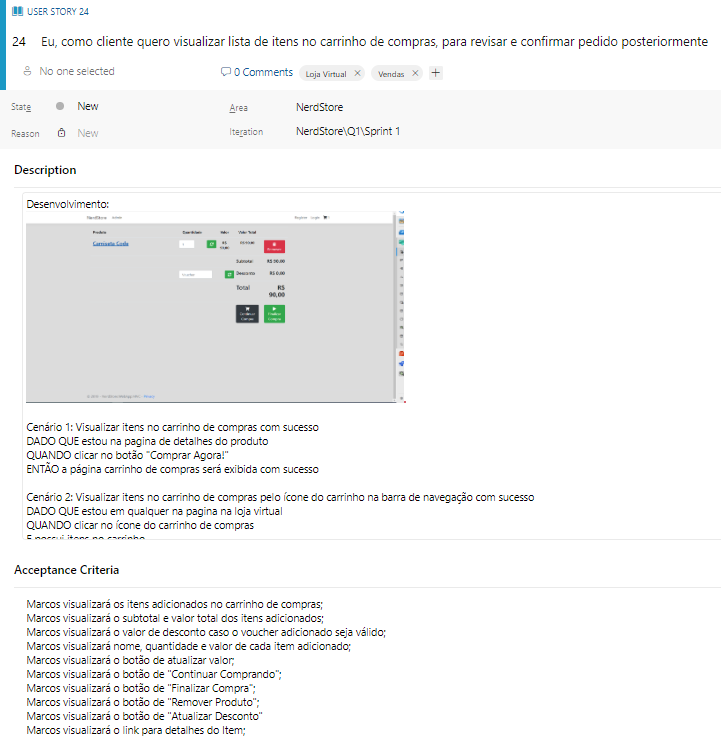 USER STORY 24
24 Eu, como cliente quero visualizar lista de itens no carrinho de compras, para revisar e confirmar pedido posteriormente
No one selected
0 Comments
Loja Virtual
Vendas
State
New
Area
NerdStore
Reason
New
Iteration
NerdStore\Q1\Sprint 1
Description
Desenvolvimento:
NerdStore
Register Login
Produto Quantidade Valor Valor Total
Camiseta Code
Subtotal: R$ 90,00
Voucher
Desconto R$ 0,00
Total R$
90,00
Continuar
Comprar
Finalizar
Compra
Cenário 1: Visualizar itens no carrinho de compras com sucesso
DADO QUE estou na pagina de detalhes do produto
QUANDO clicar no botão "Comprar Agora!"
ENTÃO a página carrinho de compras será exibida com sucesso
Cenário 2: Visualizar itens no carrinho de compras pelo ícone do carrinho na barra de navegação com sucesso
DADO QUE estou em qualquer na pagina na loja virtual
QUANDO clicar no ícone do carrinho de compras
E possui itens no carrinho
Acceptance Criteria
Marcos visualizará os itens adicionados no carrinho de compras;
Marcos visualizará o subtotal e valor total dos itens adicionados;
Marcos visualizará o valor de desconto caso o voucher adicionado seja válido;
Marcos visualizará nome, quantidade e valor de cada item adicionado;
Marcos visualizará o botão de atualizar valor;
Marcos visualizará o botão de "Continuar Comprando";
Marcos visualizará o botão de "Finalizar Compra";
Marcos visualizará o botão de "Remover Produto";
Marcos visualizará o botão de "Atualizar Desconto"
Marcos visualizará o link para detalhes do Item;